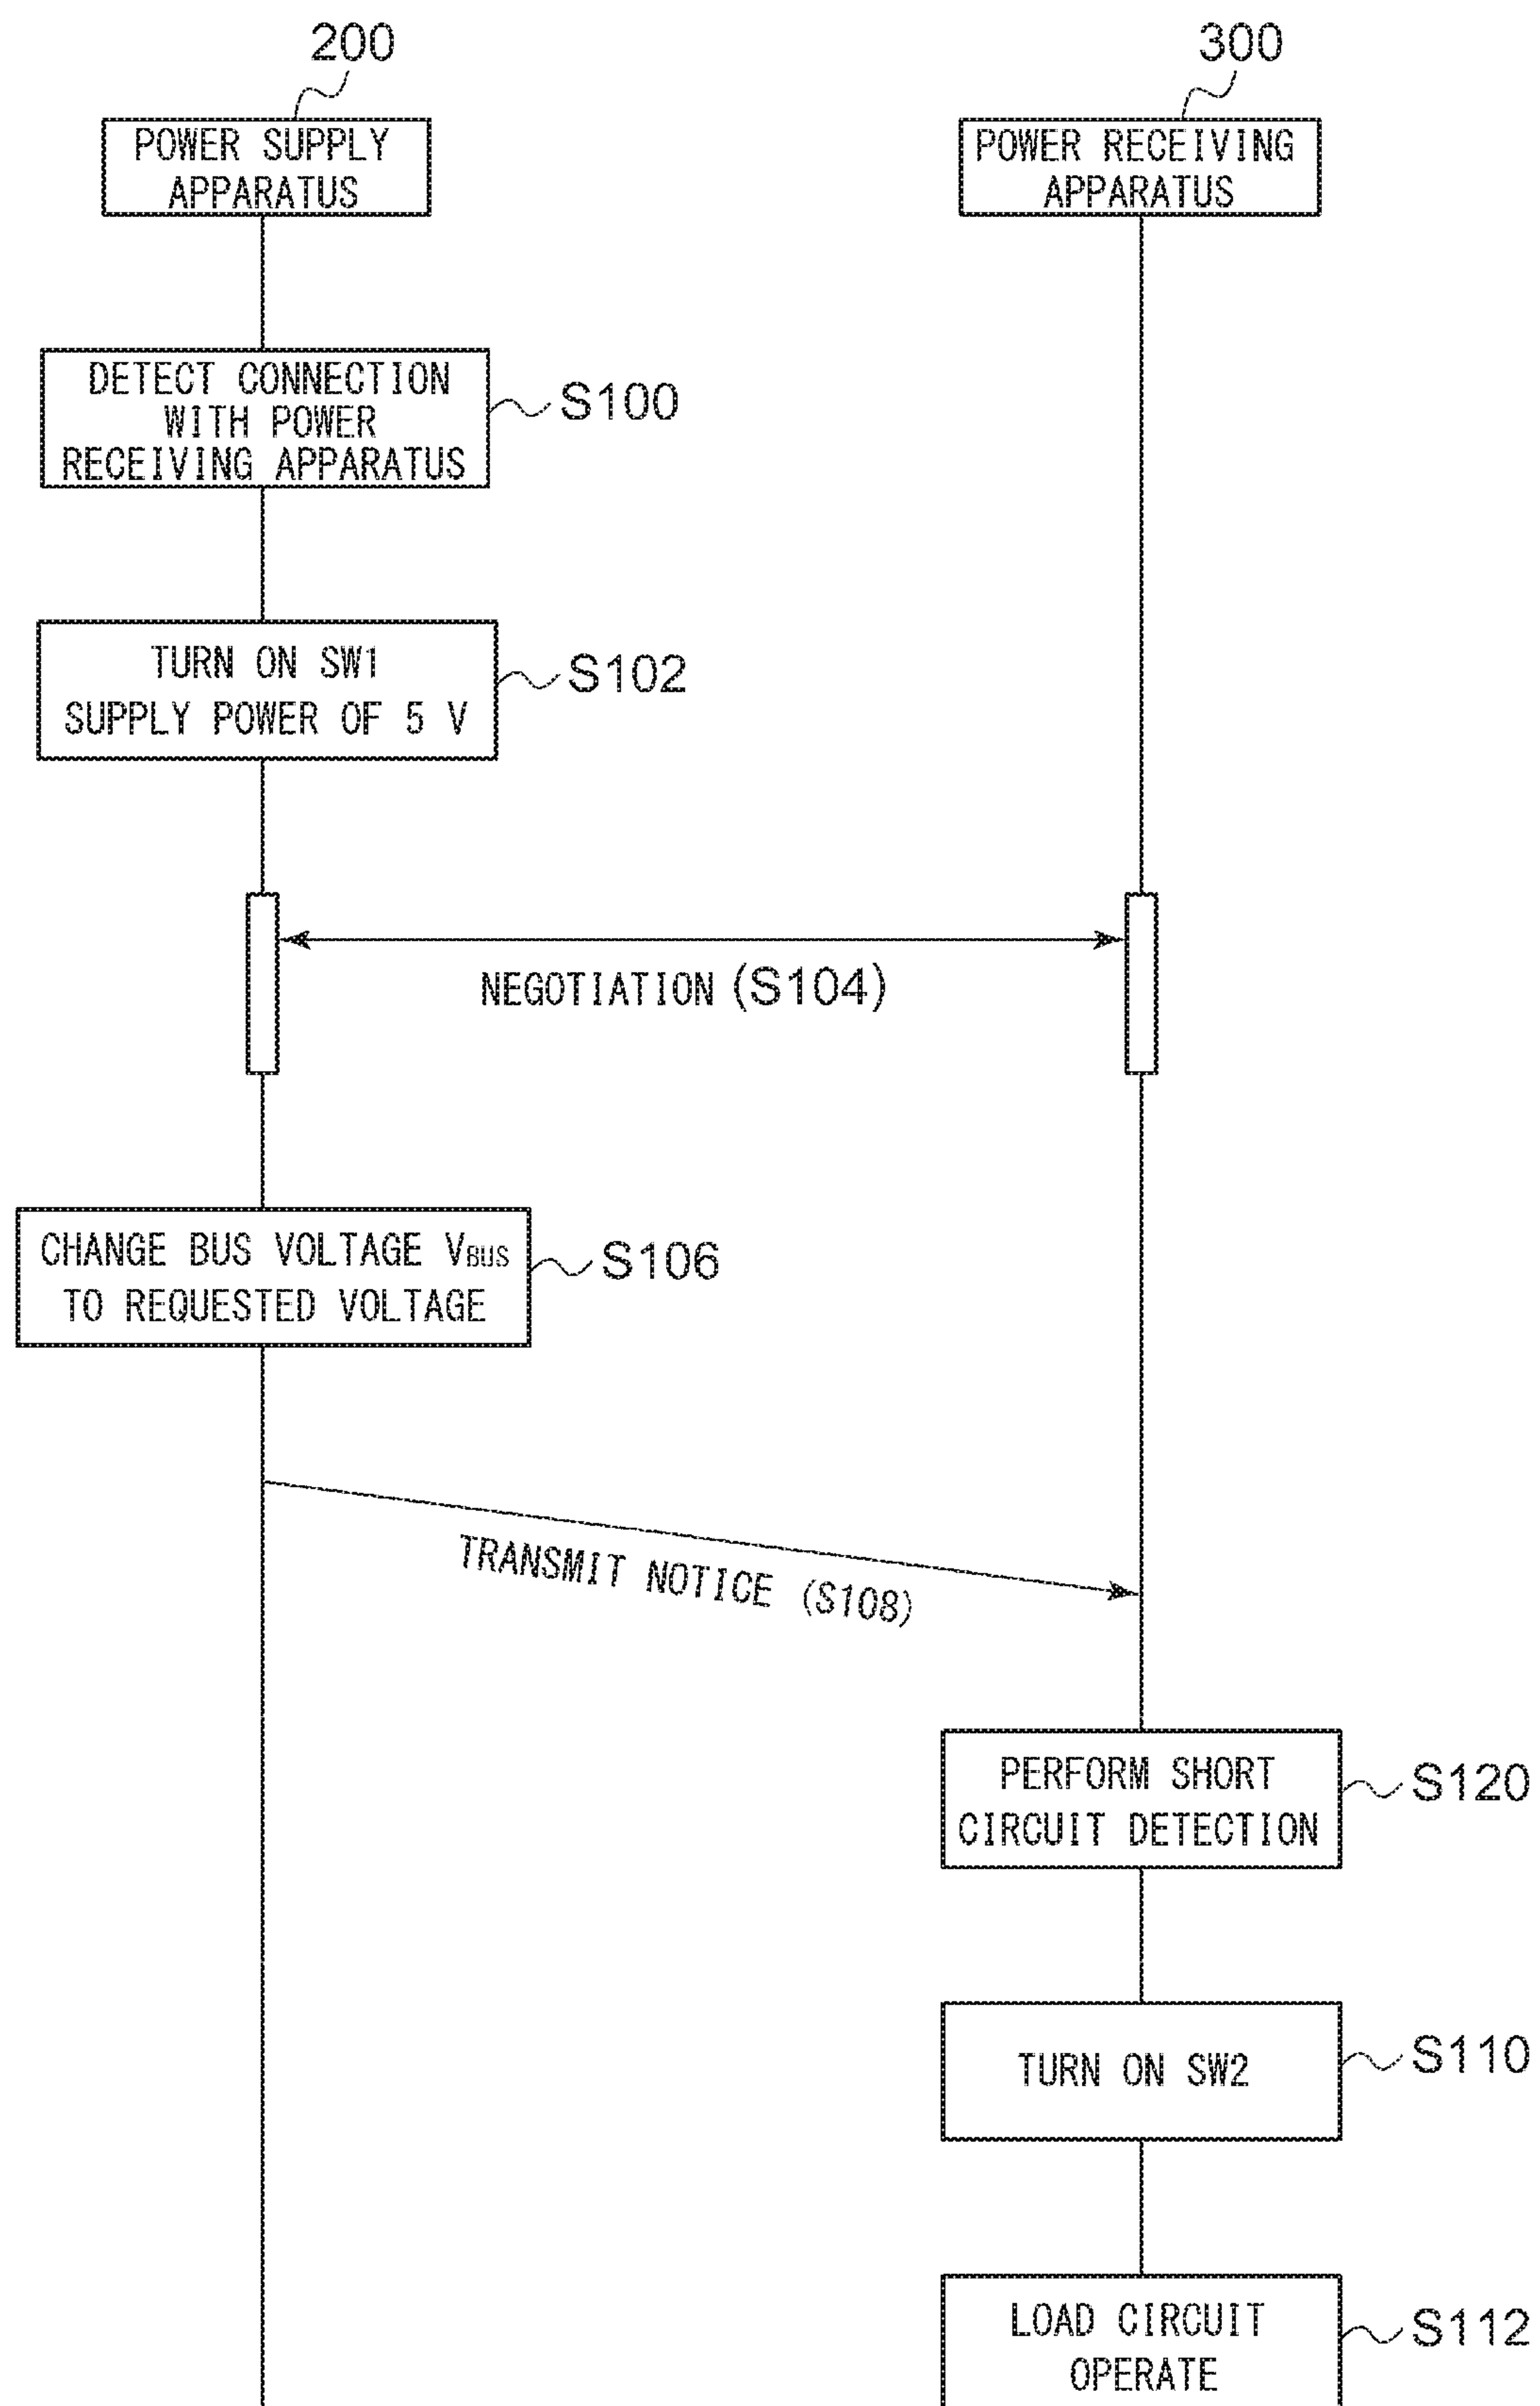 200
300
POWER SUPPLY
APPARATUS
POWER RECEIVING
APPARATUS
DETECT CONNECTION
WITH POWER
RECEIVING APPARATUS
S100
TURN ON SW1
SUPPLY POWER OF 5 V
S102
NEGOTIATION (S104)
CHANGE BUS VOLTAGE VBUS
TO REQUESTED VOLTAGE
S106
TRANSMIT NOTICE (S108)
PERFORM SHORT
CIRCUIT DETECTION
S120
TURN ON SW2
S110
LOAD CIRCUIT
OPERATE
S112